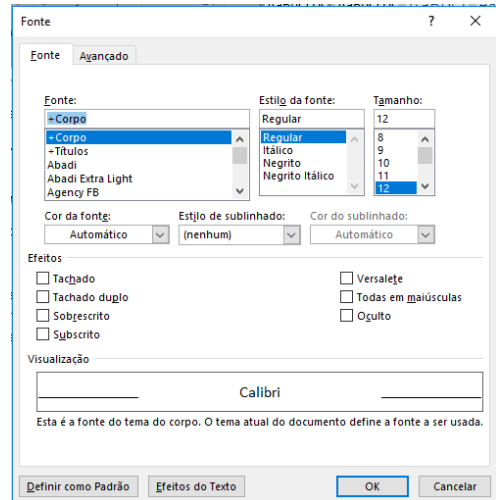 Fonte ? ×
Fonte Avançado
Fonte: Estilo da fonte: Tamanho:
+Corpo Regular 12
+Corpo Regular 8
+Títulos Itálico 9
Abadi Negrito 10
Abadi Extra Light Negrito Itálico 11
Agency FB 12
Cor da fonte: Estilo de sublinhado: Cor do sublinhado:
Automático (nenhum) Automático
Efeitos
Tachado Versalete
Tachado duplo Todas em maiúsculas
Sobrescrito Oculto
Subscrito
Visualização
Calibri
Esta é a fonte do tema do corpo. O tema atual do documento define a fonte a ser usada.
Definir como Padrão Efeitos do Texto OK Cancelar